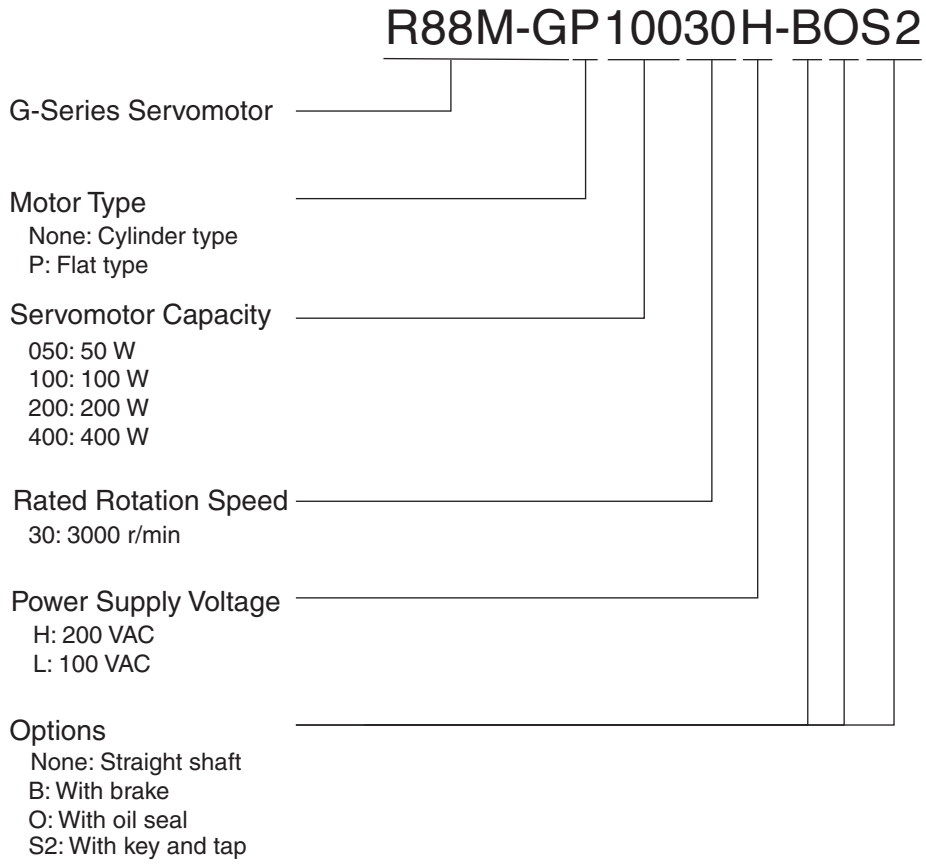 R88M-GP10030H-BOS2
G-Series Servomotor
Motor Type
None: Cylinder type
P: Flat type
Servomotor Capacity
050: 50 W
100: 100 W
200: 200 W
400: 400 W
Rated Rotation Speed
30: 3000 r/min
Power Supply Voltage
H: 200 VAC
L: 100 VAC
Options
None: Straight shaft
B: With brake
O: With oil seal
S2: With key and tap